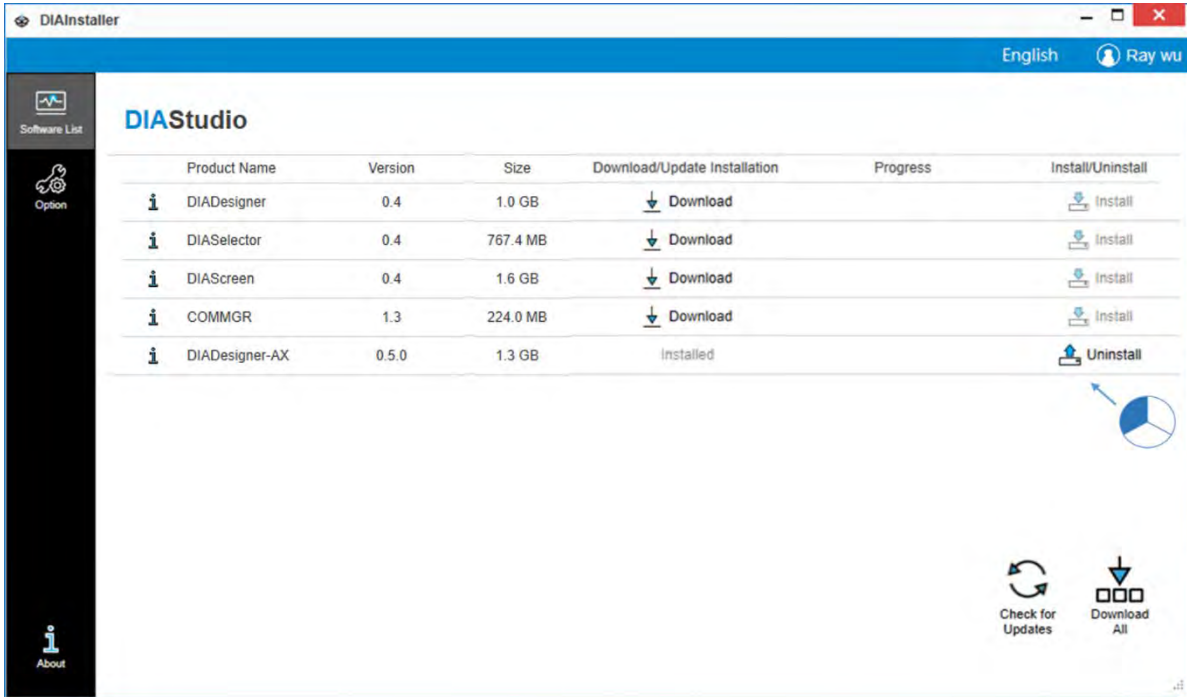 DIAInstaller
English Ray wu
Software List
Option
About
DIAStudio
Product Name Version Size Download/Update Installation Progress Install/Uninstall
i DIADesigner 0.4 1.0 GB Download Install
i DIASelector 0.4 767.4 MB Download Install
i DIAScreen 0.4 1.6 GB Download Install
i COMMGR 1.3 224.0 MB Download Install
i DIADesigner-AX 0.5.0 1.3 GB Installed Uninstall
Check for
Updates
Download
All